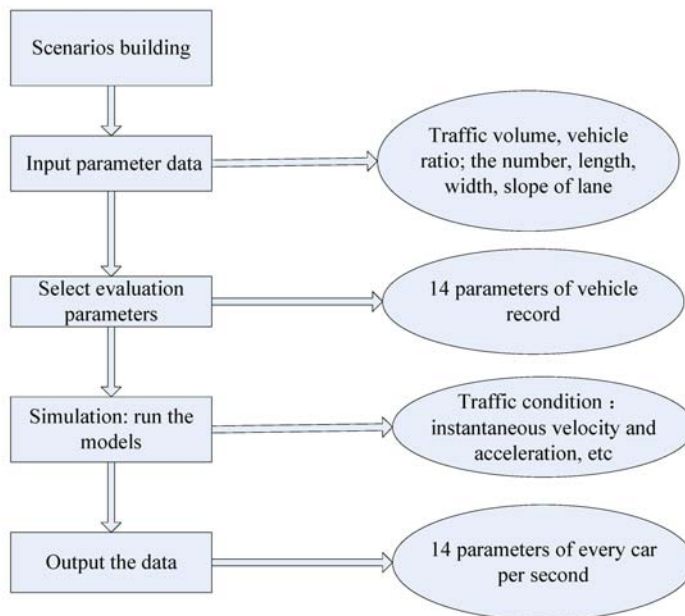 Scenarios building
Input parameter data
Traffic volume, vehicle
ratio; the number, length,
width, slope of lane
Select evaluation
parameters
14 parameters of vehicle
record
Simulation: run the
models
Traffic condition：
instantaneous velocity and
acceleration, etc
Output the data
14 parameters of every car
per second